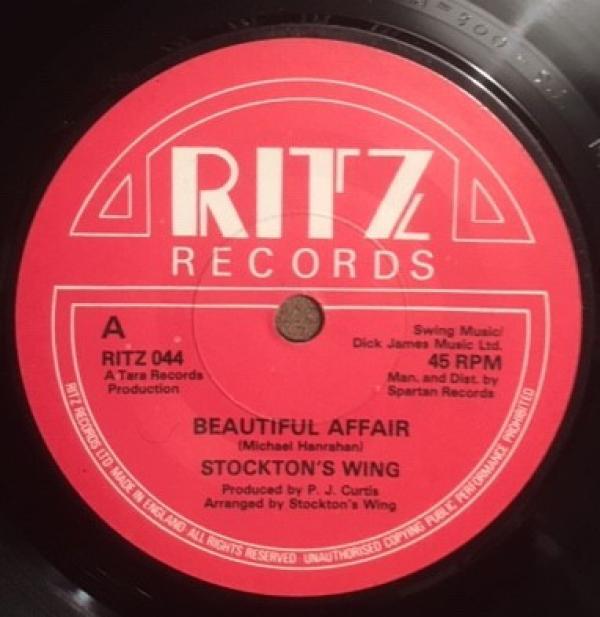 RITZ
RECORDS
A
RITZ 044
A Tara Records
Production
Swing Music/
Dick James Music Ltd.
45 RPM
Man. and Dist. by
Spartan Records
BEAUTIFUL AFFAIR
(Michael Hanrahan)
STOCKTON'S WING
Produced by P. J. Curtis
Arranged by Stockton's Wing
RITZ RECORDS LTD MADE IN ENGLAND ALL RIGHTS RESERVED · UNAUTHORISED COPYING PUBLIC PERFORMANCE PROHIBITED